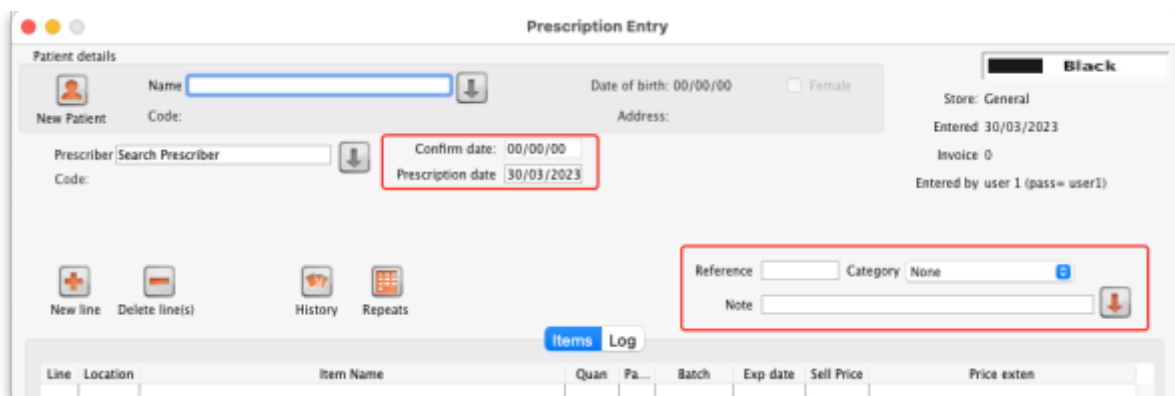 Prescription Entry
Patient details
Black
Name
Date of birth: 00/00/00
Female
Store: General
New Patient
Code:
Address:
Entered 30/03/2023
Prescriber Search Prescriber
Confirm date: 00/00/00
Invoice 0
Code:
Prescription date 30/03/2023
Entered by user 1 (pass= user1)
Reference
Category None
New line Delete line(s) History Repeats
Note
Items Log
Line Location Item Name Quan Pa... Batch Exp date Sell Price Price exten